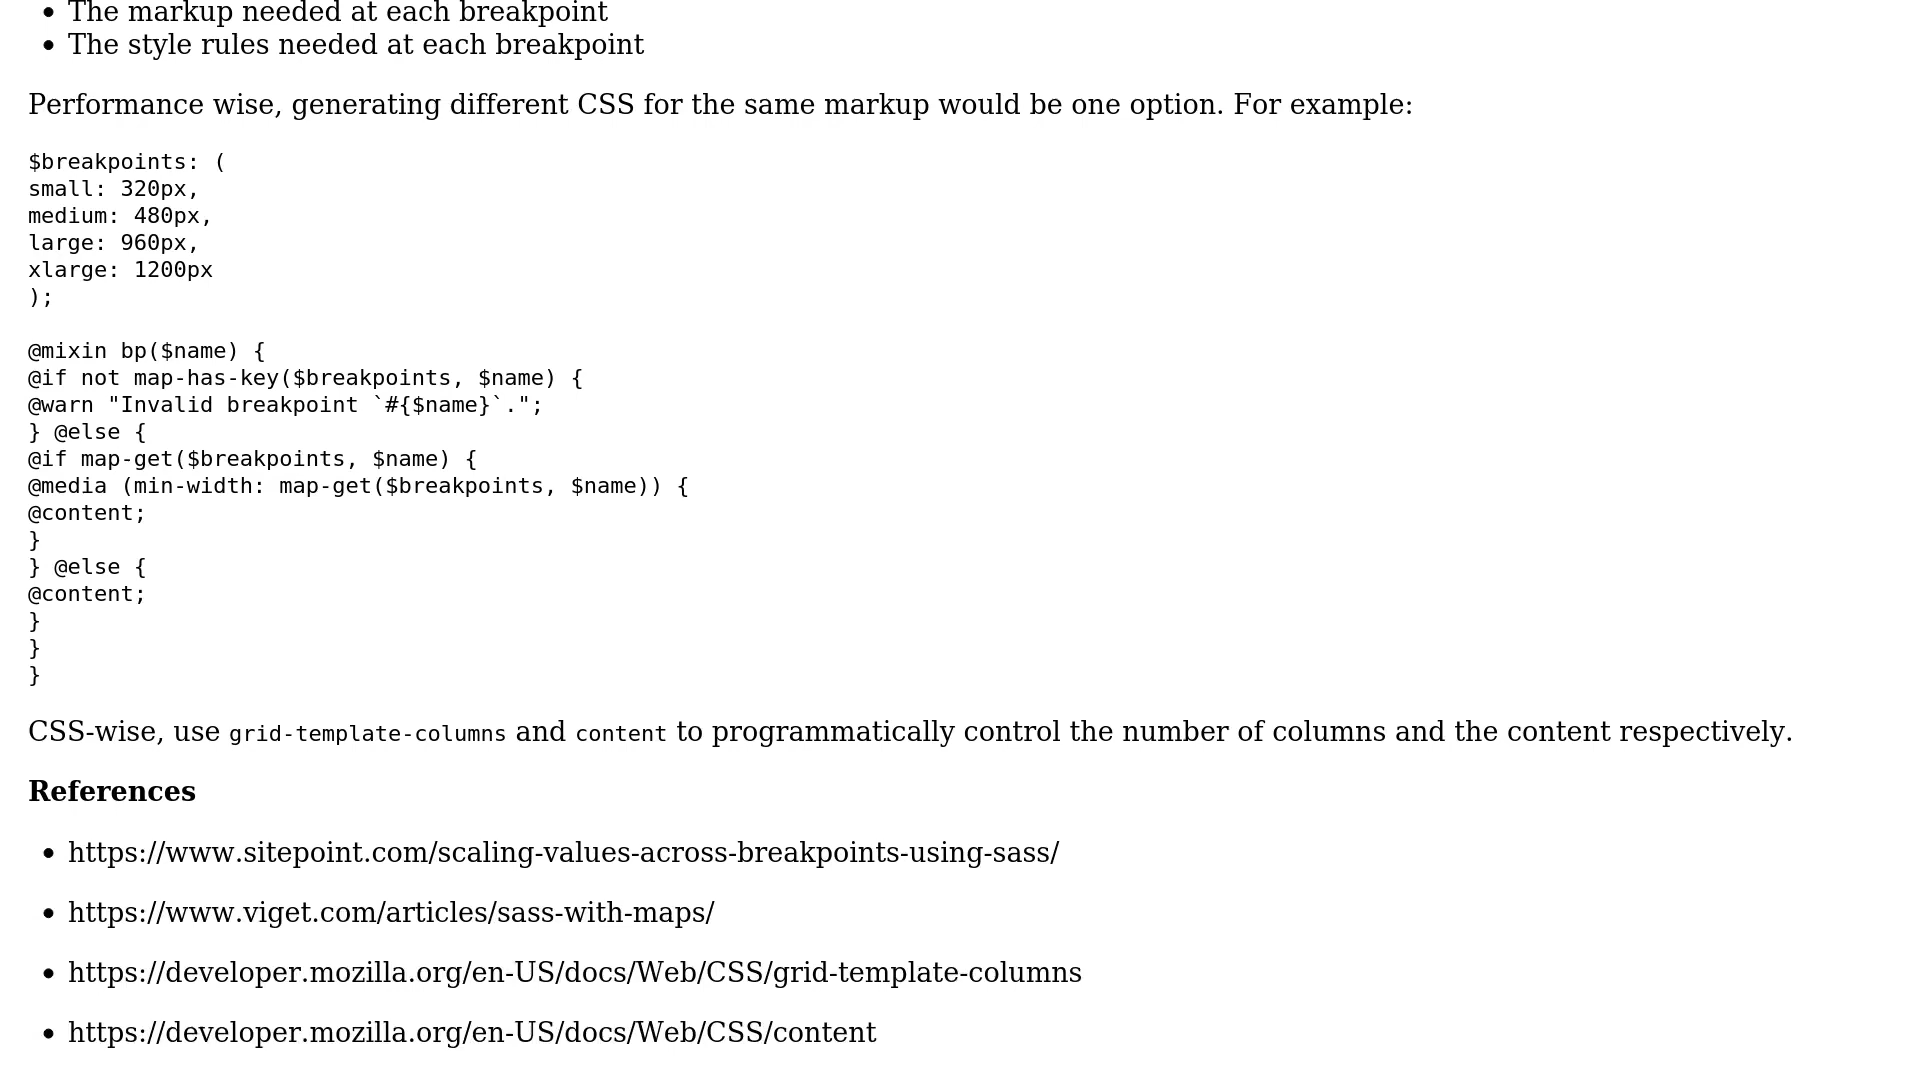 • The markup needed at each breakpoint
• The style rules needed at each breakpoint
Performance wise, generating different CSS for the same markup would be one option. For example:
$breakpoints: (
small: 320px,
medium: 480px,
large: 960px,
xlarge: 1200px
);
@mixin bp($name) {
@if not map-has-key($breakpoints, $name) {
@warn "Invalid breakpoint `#{$name}`.";
} @else {
@if map-get($breakpoints, $name) {
@media (min-width: map-get($breakpoints, $name)) {
@content;
}
} @else {
@content;
}
}
}
CSS-wise, use grid-template-columns and content to programmatically control the number of columns and the content respectively.
References
• https://www.sitepoint.com/scaling-values-across-breakpoints-using-sass/
• https://www.viget.com/articles/sass-with-maps/
• https://developer.mozilla.org/en-US/docs/Web/CSS/grid-template-columns
• https://developer.mozilla.org/en-US/docs/Web/CSS/content